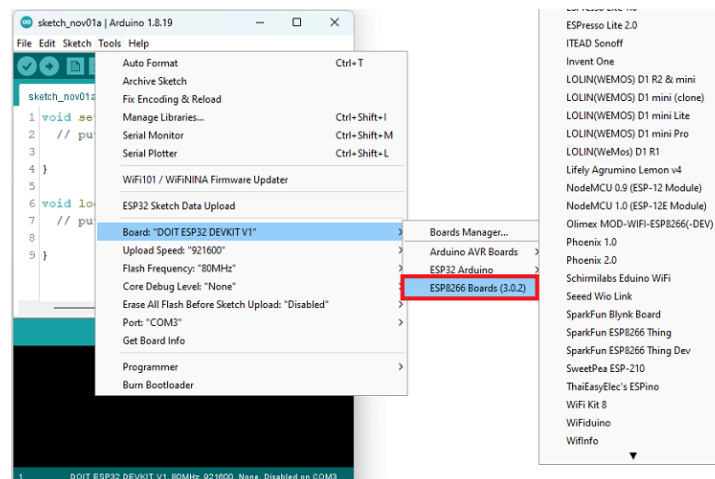 sketch_nov01a | Arduino 1.8.19
File Edit Sketch Tools Help
sketch_nov01a
1 void se
2 // pu
3
4 }
5
6 void lo
7 // pu
8
9 }
Auto Format Ctrl+T
Archive Sketch
Fix Encoding & Reload
Manage Libraries... Ctrl+Shift+I
Serial Monitor Ctrl+Shift+M
Serial Plotter Ctrl+Shift+L
WiFi101 / WiFiNINA Firmware Updater
ESP32 Sketch Data Upload
Board: "DOIT ESP32 DEVKIT V1"
Upload Speed: "921600"
Flash Frequency: "80MHz"
Core Debug Level: "None"
Erase All Flash Before Sketch Upload: "Disabled"
Port: "COM3"
Get Board Info
Programmer
Burn Bootloader
1 DOIT ESP32 DEVKIT V1, 80MHz, 921600, None, Disabled on COM3
Boards Manager...
Arduino AVR Boards
ESP32 Arduino
ESP8266 Boards (3.0.2)
ESPresso Lite 2.0
ITEAD Sonoff
Invent One
LOLIN(WEMOS) D1 R2 & mini
LOLIN(WEMOS) D1 mini (clone)
LOLIN(WEMOS) D1 mini Lite
LOLIN(WEMOS) D1 mini Pro
LOLIN(WeMos) D1 R1
Lifely Agrumino Lemon v4
NodeMCU 0.9 (ESP-12 Module)
NodeMCU 1.0 (ESP-12E Module)
Olimex MOD-WIFI-ESP8266(-DEV)
Phoenix 1.0
Phoenix 2.0
Schirmilabs Eduino WiFi
Seeed Wio Link
SparkFun Blynk Board
SparkFun ESP8266 Thing
SparkFun ESP8266 Thing Dev
SweetPea ESP-210
ThaiEasyElec's ESPino
WiFi Kit 8
WiFiduino
WifInfo